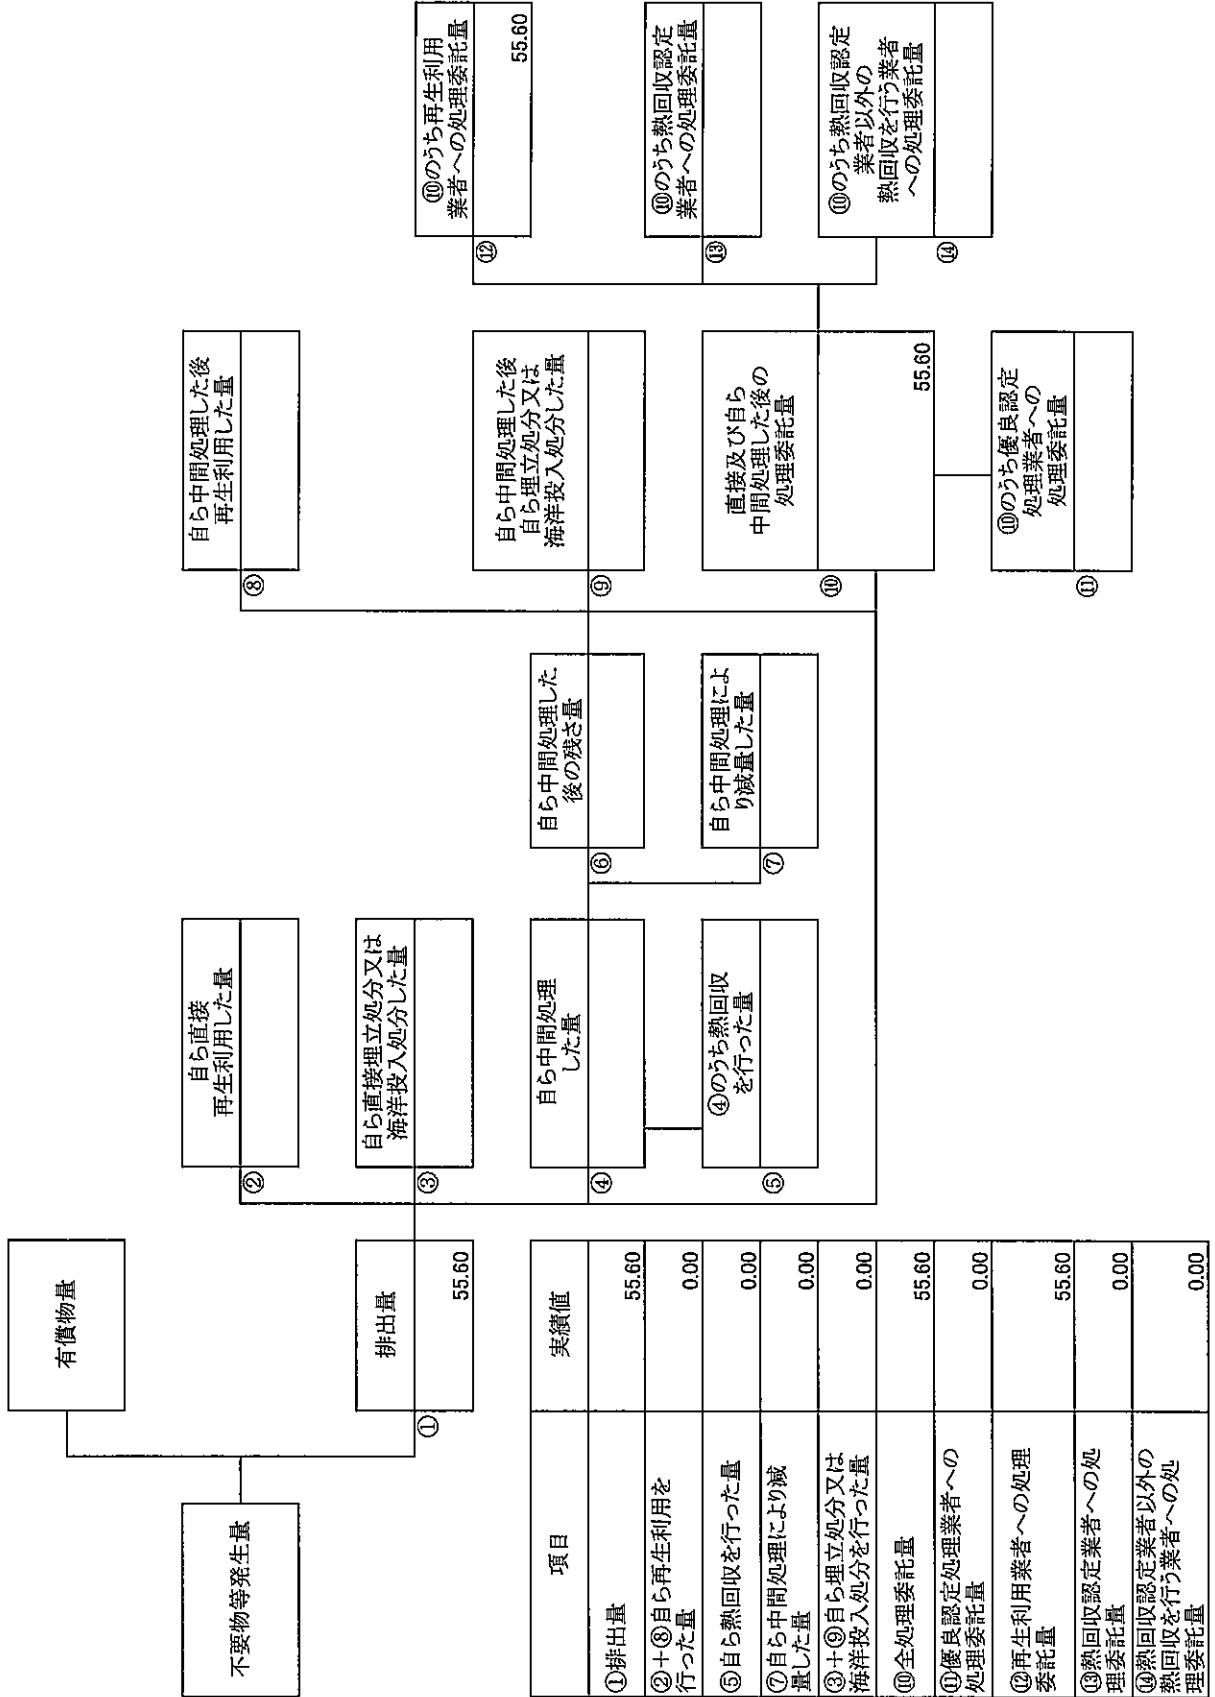 不要物等発生量
有償物量
①
排出量
55.60
②
自ら直接
再生利用した量
③
自ら直接埋立処分又は
海洋投入処分した量
④
自ら中間処理
した量
⑤
④のうち熱回収
を行った量
⑥
自ら中間処理した
後の残さ量
⑦
自ら中間処理によ
り減量した量
⑧
自ら中間処理した後
再生利用した量
⑨
自ら中間処理した後
自ら埋立処分又は
海洋投入処分した量
⑩
直接及び自ら
中間処理した後の
処理委託量
55.60
⑪
⑩のうち優良認定
処理業者への
処理委託量
⑫
⑩のうち再生利用
業者への処理委託量
55.60
⑬
⑩のうち熱回収認定
業者への処理委託量
⑭
⑩のうち熱回収認定
業者以外の
熱回収を行う業者
への処理委託量
項目
実績値
①排出量
55.60
②+⑧自ら再生利用を
行った量
0.00
⑤自ら熱回収を行った量
0.00
⑦自ら中間処理により減
量した量
0.00
③+⑨自ら埋立処分又は
海洋投入処分を行った量
0.00
⑩全処理委託量
55.60
⑪優良認定処理業者への
処理委託量
0.00
⑫再生利用業者への処理
委託量
55.60
⑬熱回収認定業者への処
理委託量
0.00
⑭熱回収認定業者以外の
熱回収を行う業者への処
理委託量
0.00